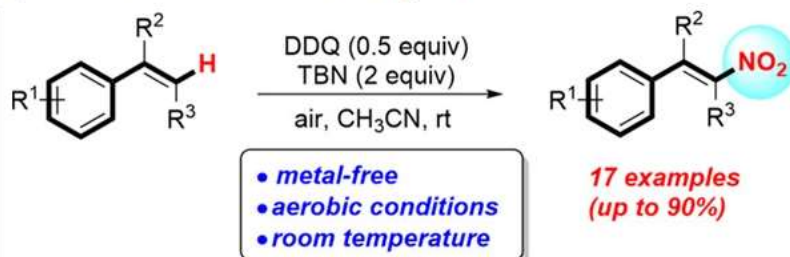 R²
DDQ (0.5 equiv)
R²
H
TBN (2 equiv)
NO₂
R¹
R³
air, CH₃CN, rt
R¹
R³
• metal-free
• aerobic conditions
• room temperature
17 examples
(up to 90%)